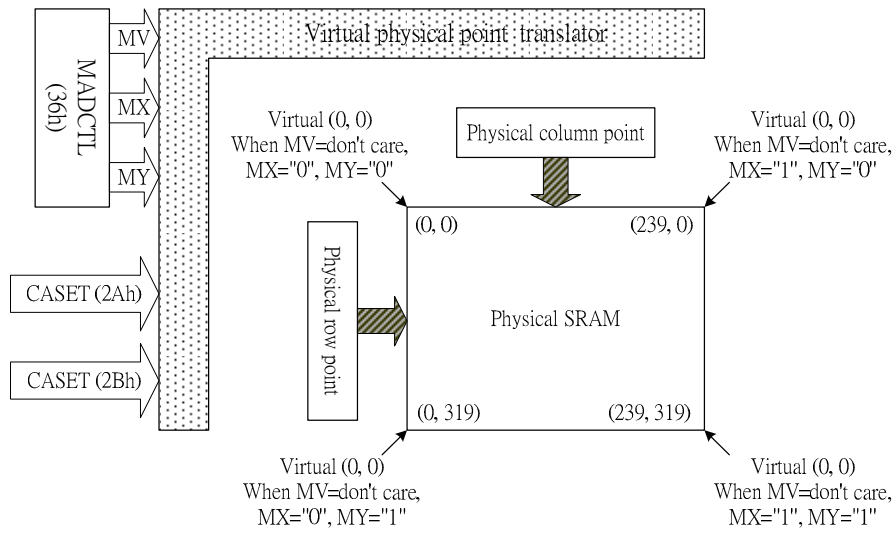 MADCTL
(36h)
MV
MX
MY
Virtual physical point translator
Virtual (0, 0)
When MV=don't care,
MX="0", MY="0"
Physical column point
Virtual (0, 0)
When MV=don't care,
MX="1", MY="0"
(0, 0)
(239, 0)
CASET (2Ah)
Physical row point
Physical SRAM
CASET (2Bh)
(0, 319)
(239, 319)
Virtual (0, 0)
When MV=don't care,
MX="0", MY="1"
Virtual (0, 0)
When MV=don't care,
MX="1", MY="1"